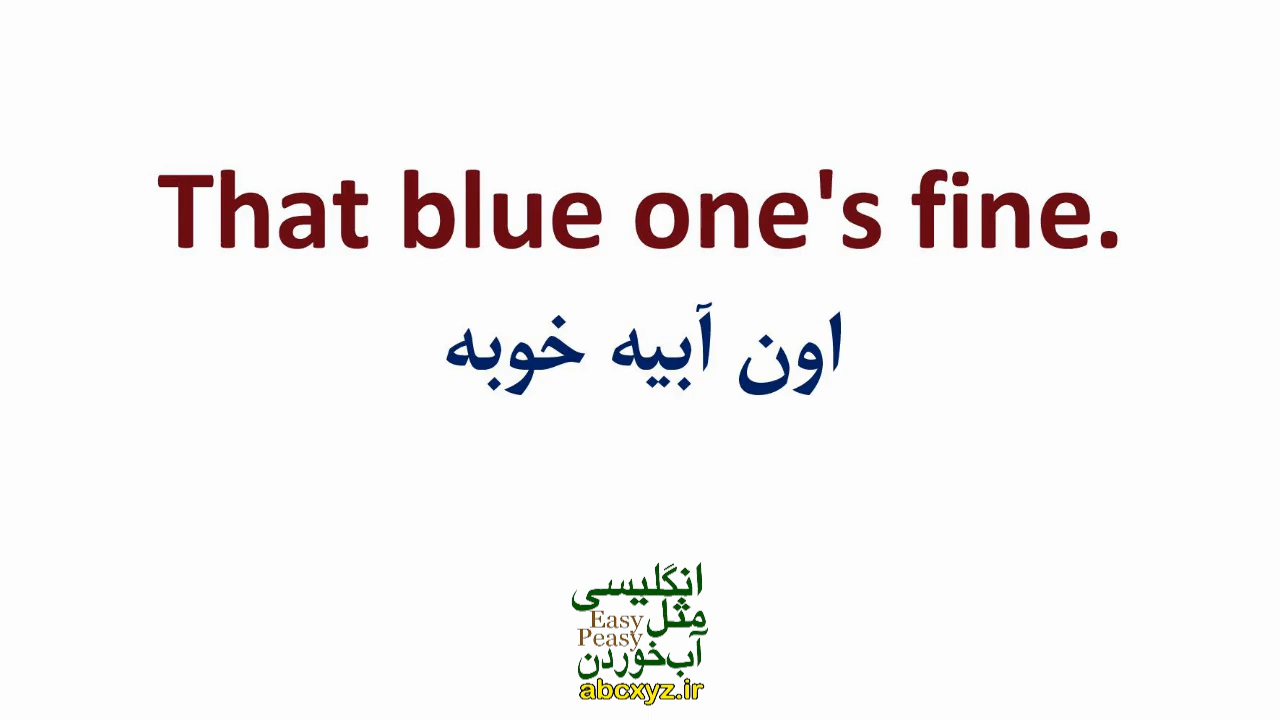 That blue one's fine.
اون آبیه خوبه
انگلیسی
مثل
Easy
Peasy
آب‌خوردن
abcxyz.ir